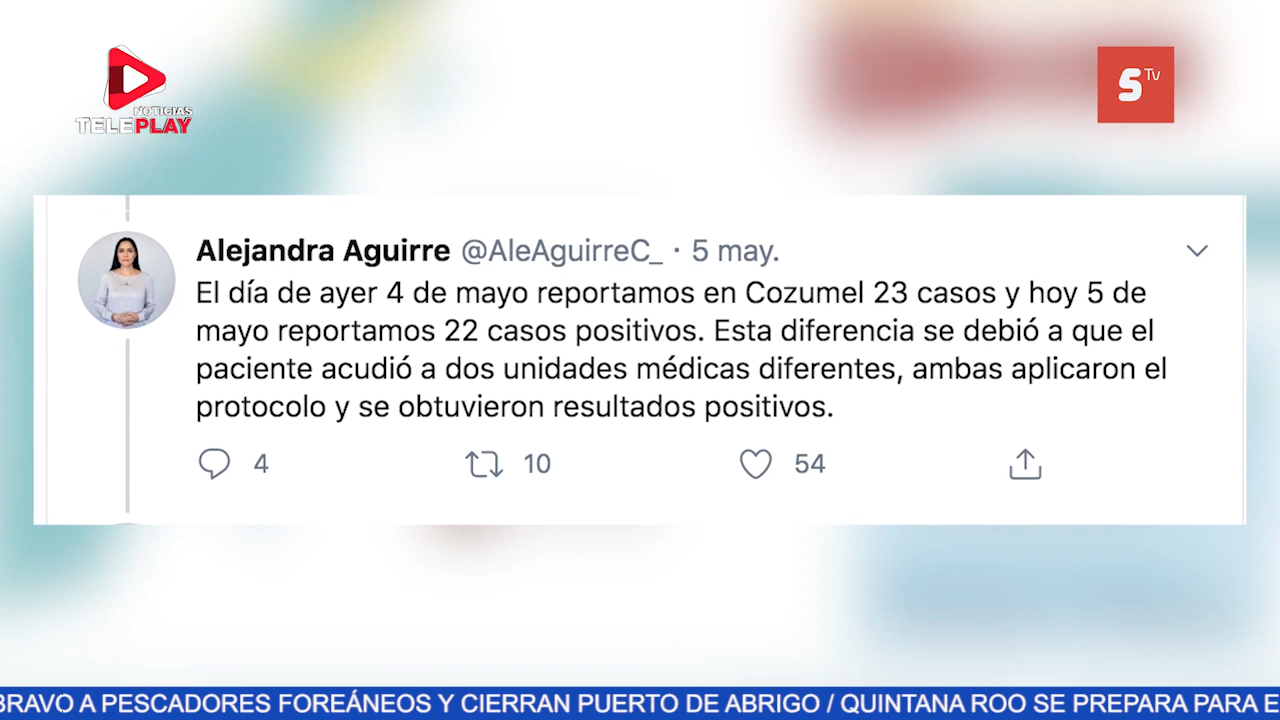 NOTICIAS
TELEPLAY
S Tv
Alejandra Aguirre @AleAguirreC_ · 5 may.
El día de ayer 4 de mayo reportamos en Cozumel 23 casos y hoy 5 de
mayo reportamos 22 casos positivos. Esta diferencia se debió a que el
paciente acudió a dos unidades médicas diferentes, ambas aplicaron el
protocolo y se obtuvieron resultados positivos.
4 10 54
BRAVO A PESCADORES FORÁNEOS Y CIERRAN PUERTO DE ABRIGO / QUINTANA ROO SE PREPARA PARA E